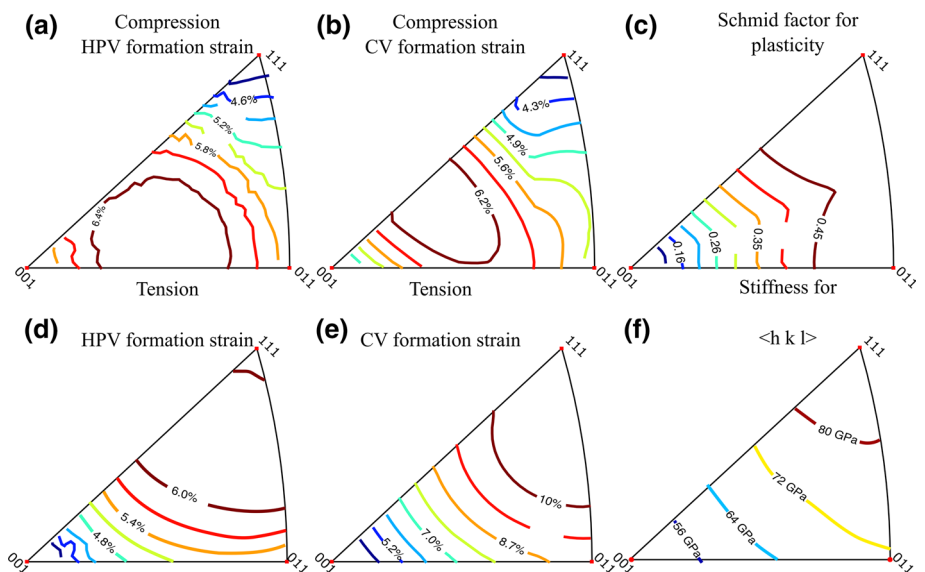 (a)
Compression
HPV formation strain
111
4.6%
5.2%
5.8%
6.4%
001
011
(b)
Compression
CV formation strain
111
4.3%
4.9%
5.6%
6.2%
001
011
(c)
Schmid factor for
plasticity
111
0.16
0.26
0.35
0.45
001
011
Tension
Tension
Stiffness for
(d)
HPV formation strain
111
6.0%
5.4%
4.8%
001
011
(e)
CV formation strain
111
10%
8.7%
7.0%
5.2%
001
011
(f)
<h k l>
111
80 GPa
72 GPa
64 GPa
56 GPa
001
011